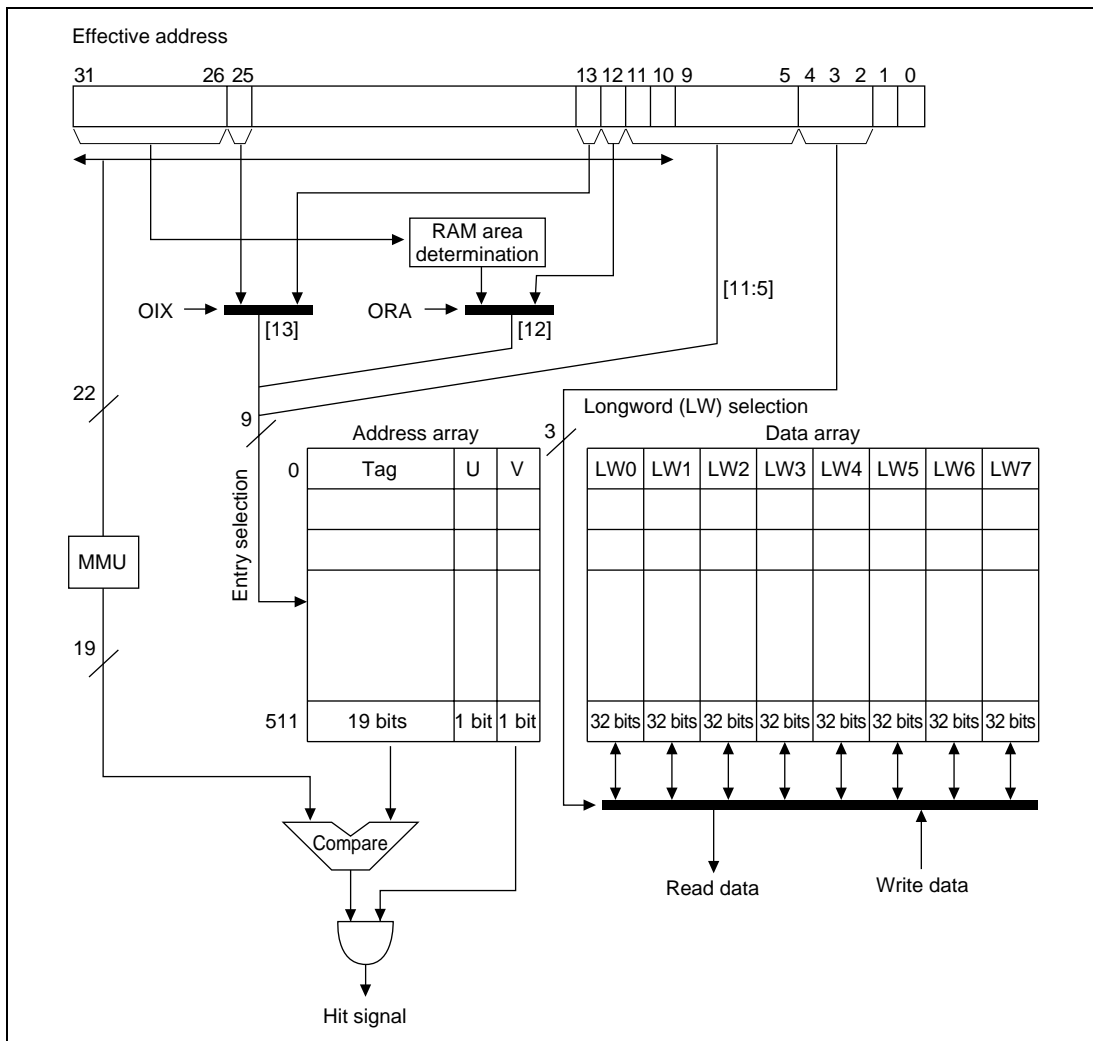 Effective address
31 26 25 13 12 11 10 9 5 4 3 2 1 0
RAM area
determination
[11:5]
OIX
ORA
[13]
[12]
22
9
3
Longword (LW) selection
Entry selection
Address array
Data array
0
Tag U V
LW0 LW1 LW2 LW3 LW4 LW5 LW6 LW7
MMU
19
511
19 bits 1 bit 1 bit
32 bits 32 bits 32 bits 32 bits 32 bits 32 bits 32 bits 32 bits
Compare
Read data
Write data
Hit signal